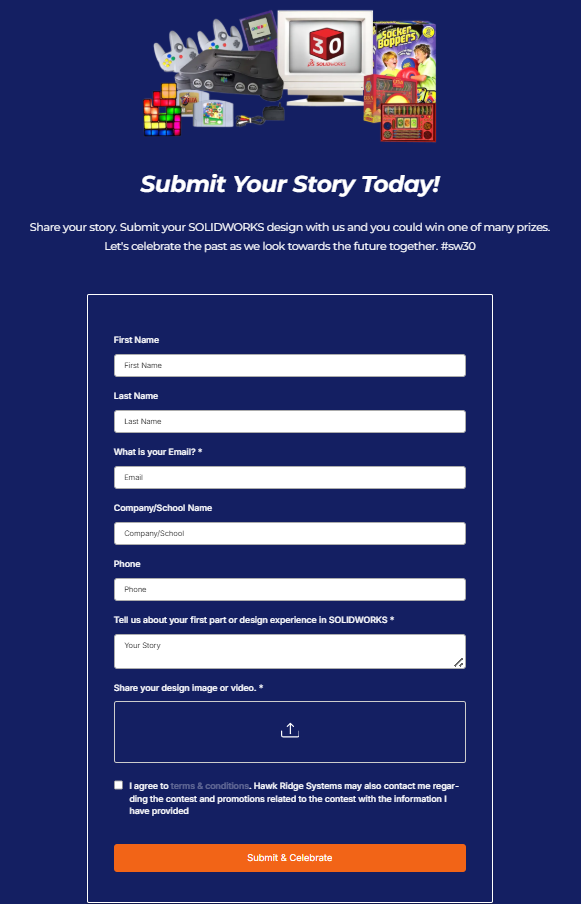 30
SOLIDWORKS
Socker
Boppers
Submit Your Story Today!
Share your story. Submit your SOLIDWORKS design with us and you could win one of many prizes.
Let's celebrate the past as we look towards the future together. #sw30
First Name
First Name
Last Name
Last Name
What is your Email? *
Email
Company/School Name
Company/School
Phone
Phone
Tell us about your first part or design experience in SOLIDWORKS *
Your Story
Share your design image or video. *
I agree to terms & conditions. Hawk Ridge Systems may also contact me regar-
ding the contest and promotions related to the contest with the information I
have provided
Submit & Celebrate